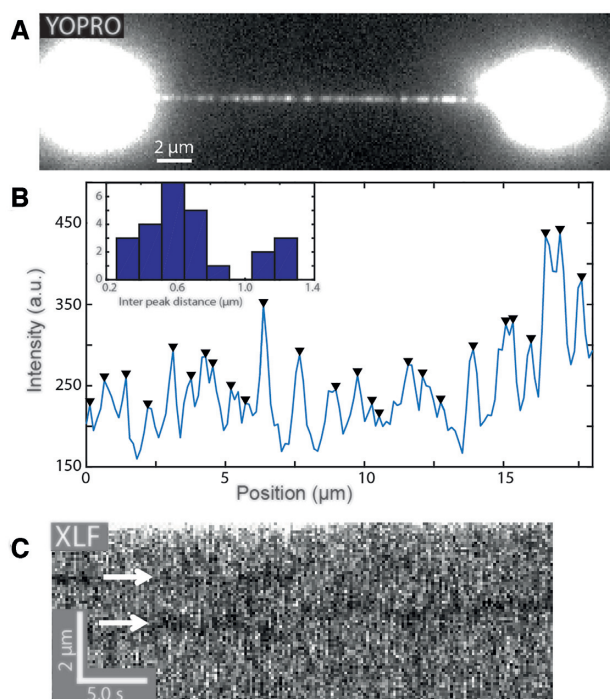 A
YOPRO
2 μm
B
450
350
250
150
Intensity (a.u.)
0
5
10
15
Position (μm)
6
4
2
0
0.2
0.6
1.0
1.4
Inter peak distance (μm)
C
XLF
2 μm
5.0 s